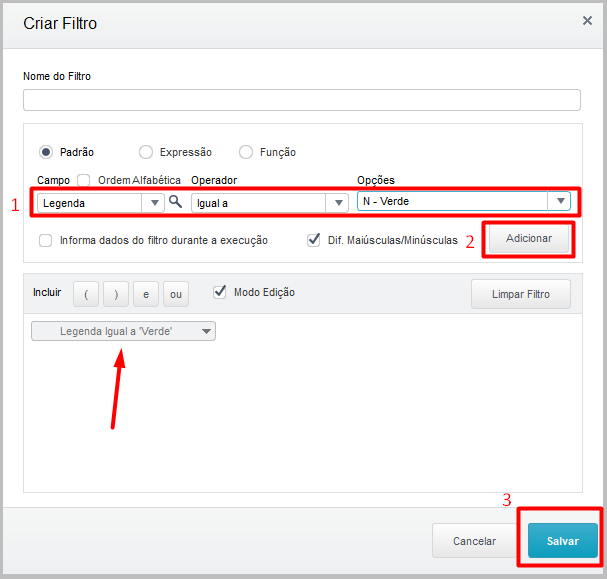 Criar Filtro ×
Nome do Filtro
Padrão Expressão Função
Campo Ordem Alfabética Operador Opções
1 Legenda Igual a N - Verde
Informa dados do filtro durante a execução Dif. Maiúsculas/Minúsculas 2 Adicionar
Incluir ( ) e ou Modo Edição Limpar Filtro
Legenda Igual a 'Verde'
3
Cancelar Salvar